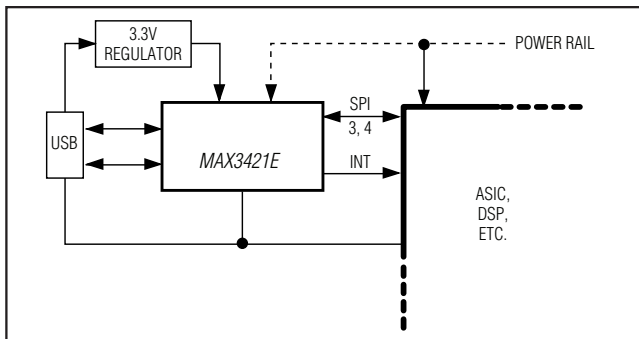 3.3V
REGULATOR
POWER RAIL
SPI
3, 4
USB
MAX3421E
INT
ASIC,
DSP,
ETC.